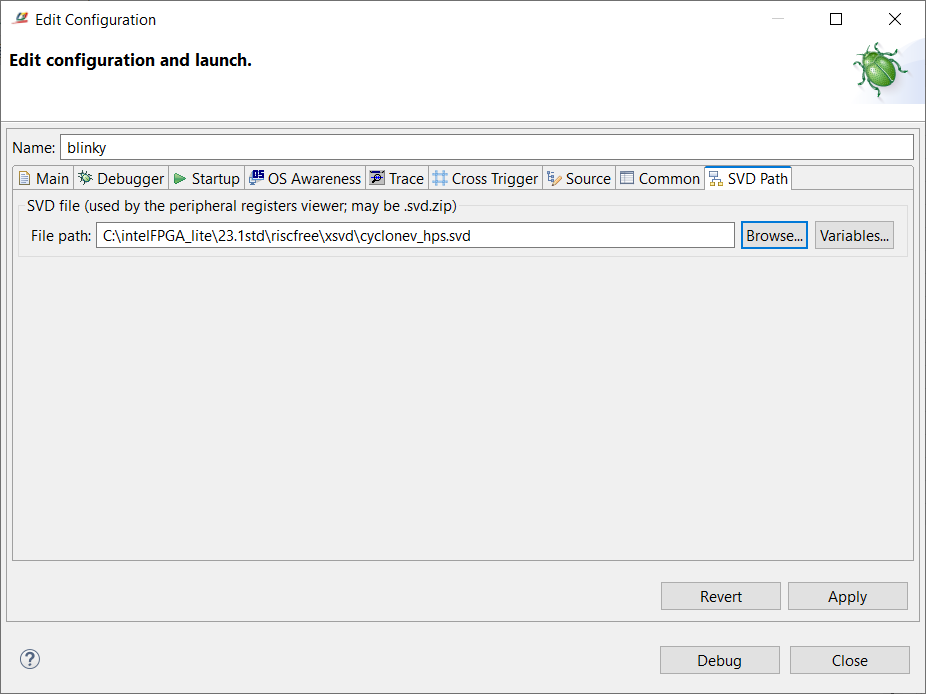 Edit Configuration
Edit configuration and launch.
Name: blinky
Main Debugger Startup OS Awareness Trace Cross Trigger Source Common SVD Path
SVD file (used by the peripheral registers viewer; may be .svd.zip)
File path: C:\intelFPGA_lite\23.1std\riscfree\xsvd\cyclonev_hps.svd Browse... Variables...
Revert Apply
Debug Close